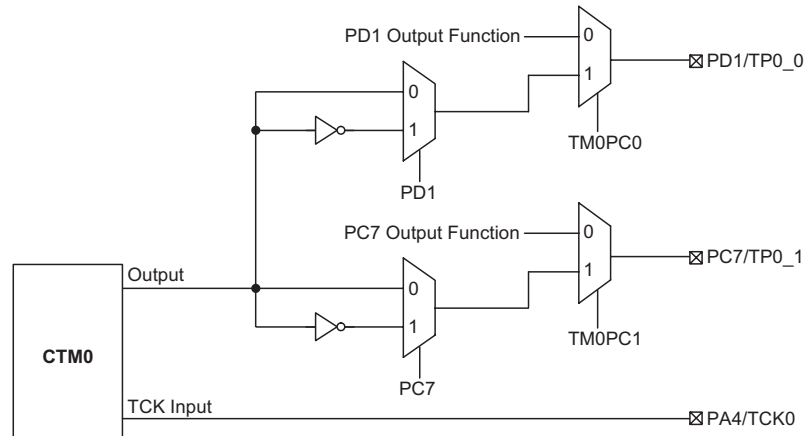 PD1 Output Function
0
1
PD1/TP0_0
TM0PC0
0
1
PD1
PC7 Output Function
0
1
PC7/TP0_1
TM0PC1
Output
0
1
PC7
CTM0
TCK Input
PA4/TCK0